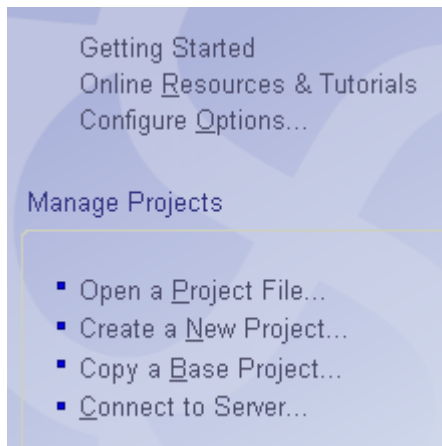 Getting Started
Online Resources & Tutorials
Configure Options...
Manage Projects
Open a Project File...
Create a New Project...
Copy a Base Project...
Connect to Server...